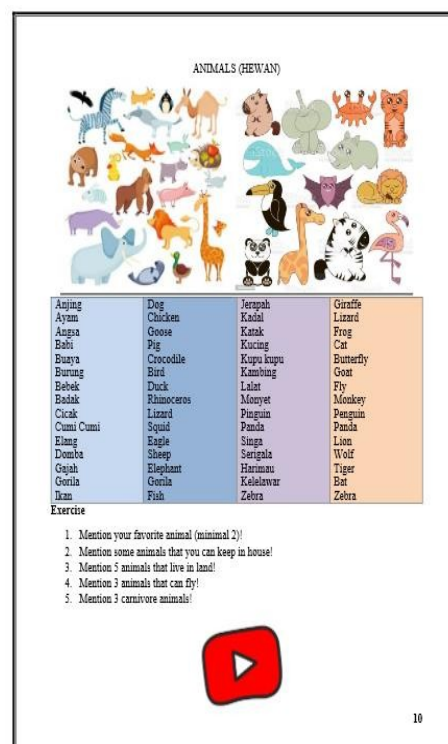 ANIMALS (HEWAN)
Anjing Dog Jerapah Giraffe
Ayam Chicken Kadal Lizard
Angsa Goose Katak Frog
Babi Pig Kucing Cat
Buaya Crocodile Kupu kupu Butterfly
Burung Bird Kambing Goat
Bebek Duck Lalat Fly
Badak Rhinoceros Monyet Monkey
Cicak Lizard Pinguin Penguin
Cumi Cumi Squid Panda Panda
Elang Eagle Singa Lion
Domba Sheep Serigala Wolf
Gajah Elephant Harimau Tiger
Gorila Gorila Kelelawar Bat
Ikan Fish Zebra Zebra
Exercise
1. Mention your favorite animal (minimal 2)!
2. Mention some animals that you can keep in house!
3. Mention 5 animals that live in land!
4. Mention 3 animals that can fly!
5. Mention 3 carnivore animals!
10